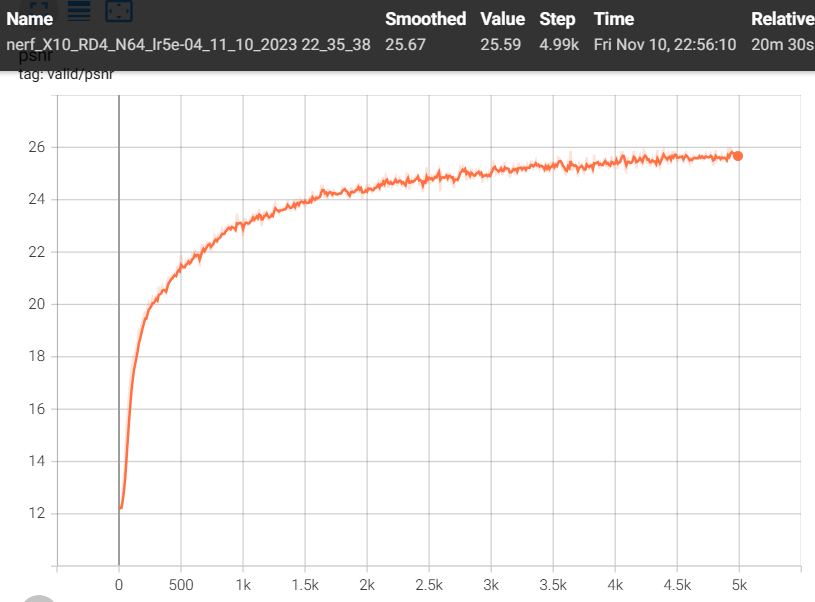 Name Smoothed Value Step Time Relative
nerf_X10_RD4_N64_lr5e-04_11_10_2023 22_35_38 25.67 25.59 4.99k Fri Nov 10, 22:56:10 20m 30s
psnr
tag: valid/psnr
26
24
22
20
18
16
14
12
0 500 1k 1.5k 2k 2.5k 3k 3.5k 4k 4.5k 5k